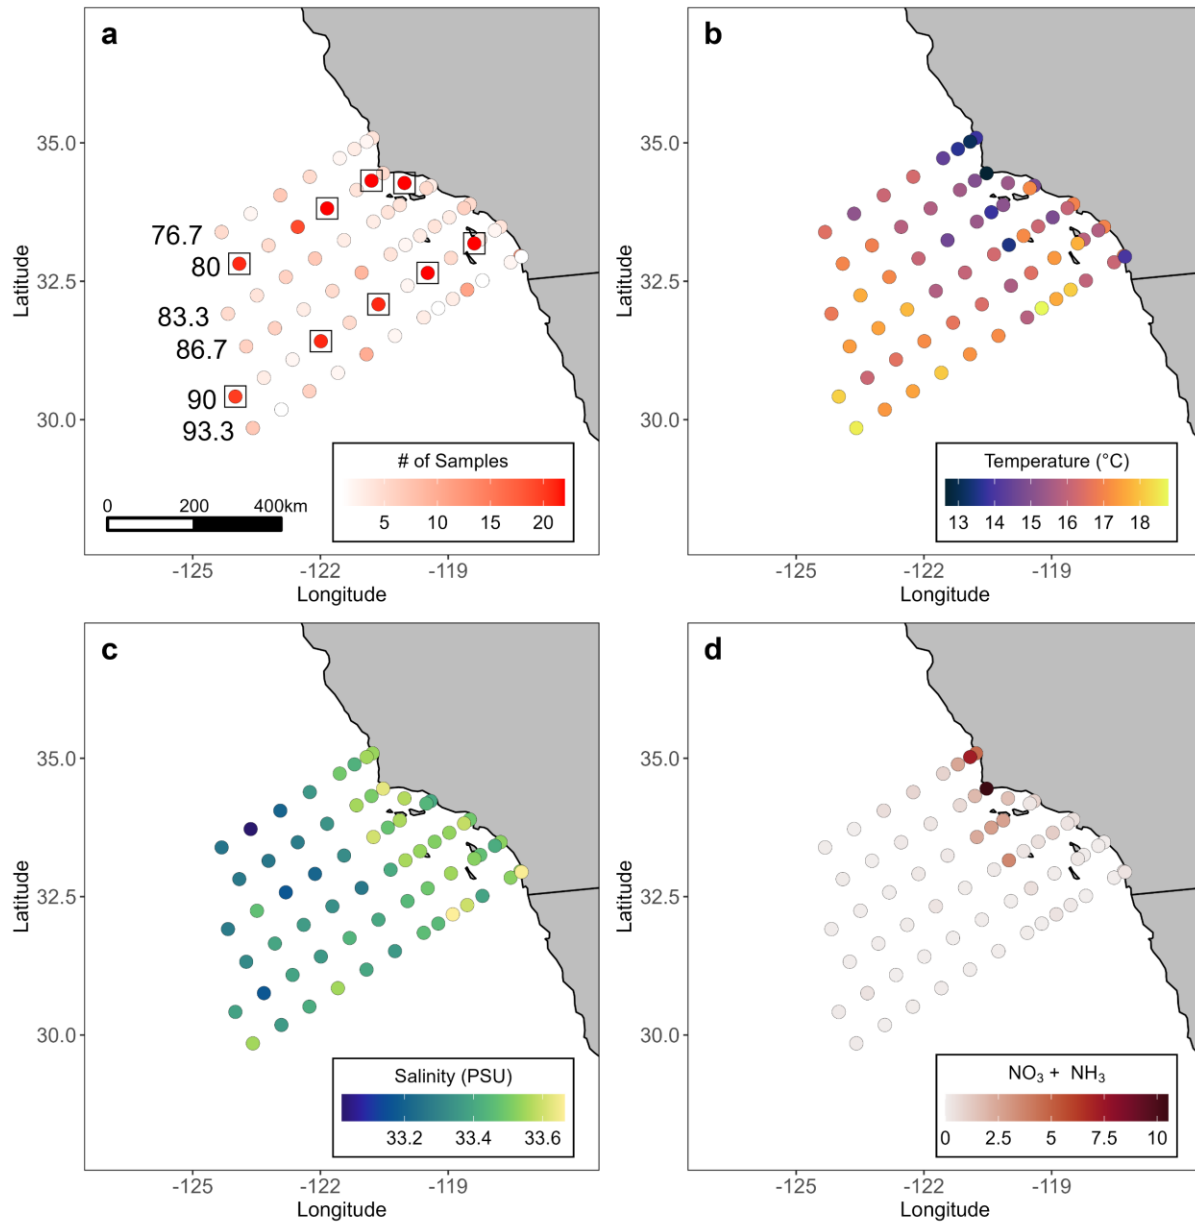 a
35.0
32.5
30.0
Latitude
76.7
80
83.3
86.7
90
93.3
# of Samples
5 10 15 20
0 200 400km
-125 -122 -119
Longitude
b
35.0
32.5
30.0
Latitude
Temperature (°C)
13 14 15 16 17 18
-125 -122 -119
Longitude
c
35.0
32.5
30.0
Latitude
Salinity (PSU)
33.2 33.4 33.6
-125 -122 -119
Longitude
d
35.0
32.5
30.0
Latitude
NO₃ + NH₃
0 2.5 5 7.5 10
-125 -122 -119
Longitude